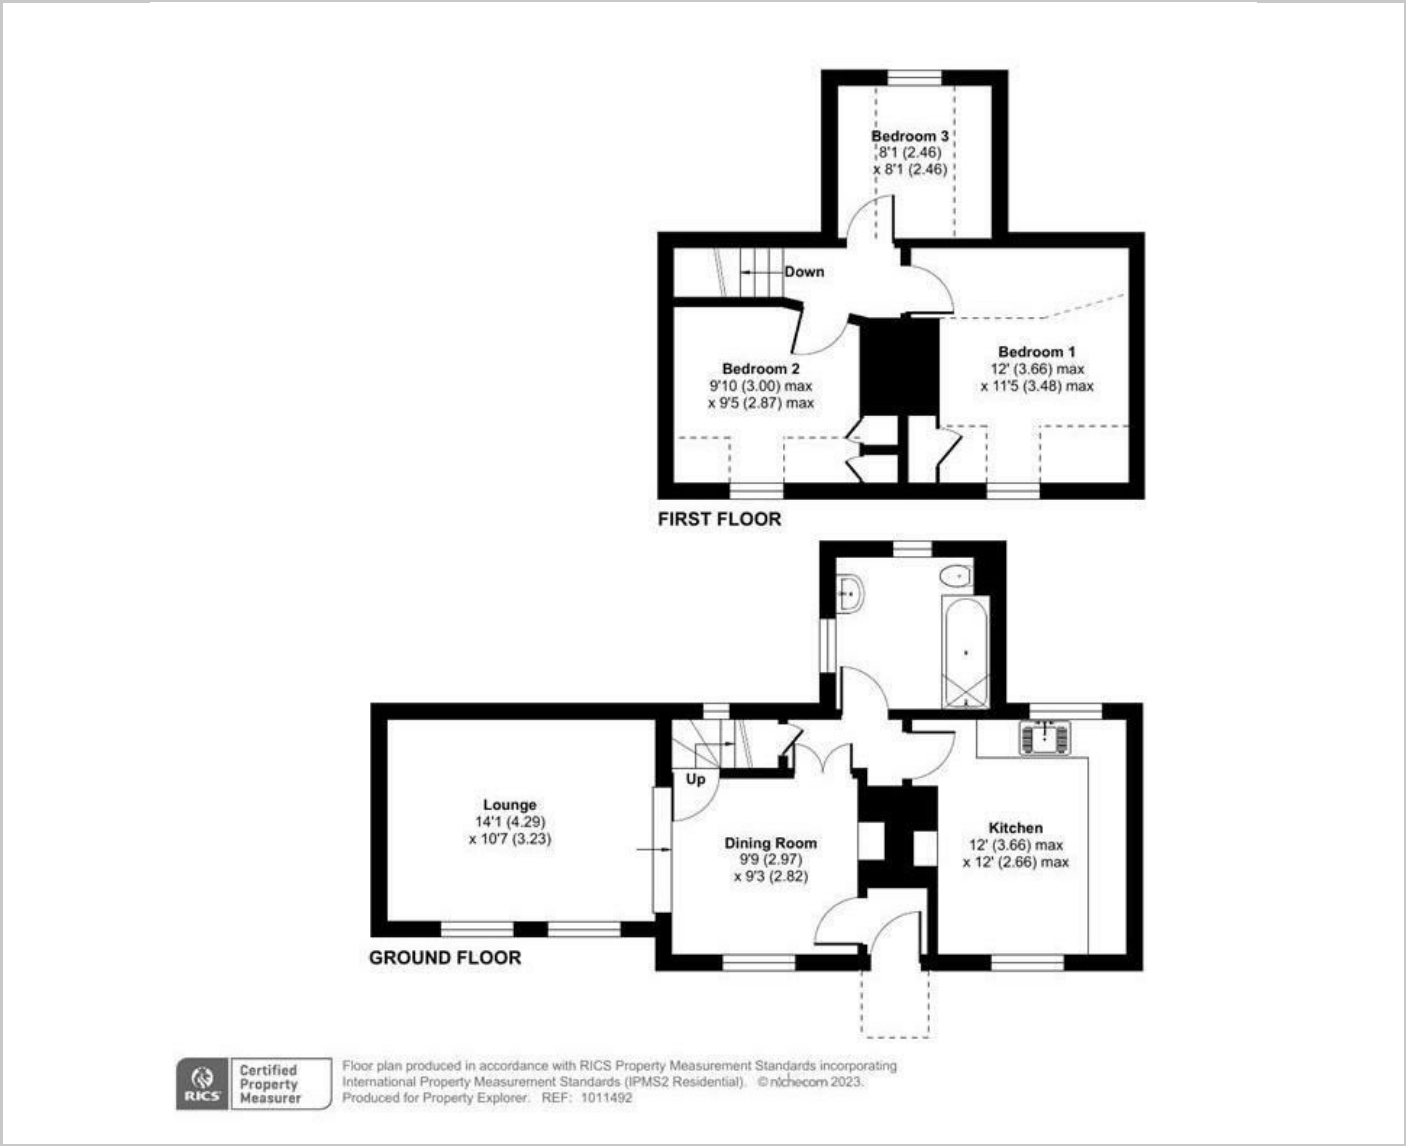 Bedroom 3
8'1 (2.46)
x 8'1 (2.46)
Down
Bedroom 2
9'10 (3.00) max
x 9'5 (2.87) max
Bedroom 1
12' (3.66) max
x 11'5 (3.48) max
FIRST FLOOR
Up
Lounge
14'1 (4.29)
x 10'7 (3.23)
Dining Room
9'9 (2.97)
x 9'3 (2.82)
Kitchen
12' (3.66) max
x 12' (2.66) max
GROUND FLOOR
RICS
Certified
Property
Measurer
Floor plan produced in accordance with RICS Property Measurement Standards incorporating
International Property Measurement Standards (IPMS2 Residential). © nichecom 2023.
Produced for Property Explorer. REF: 1011492